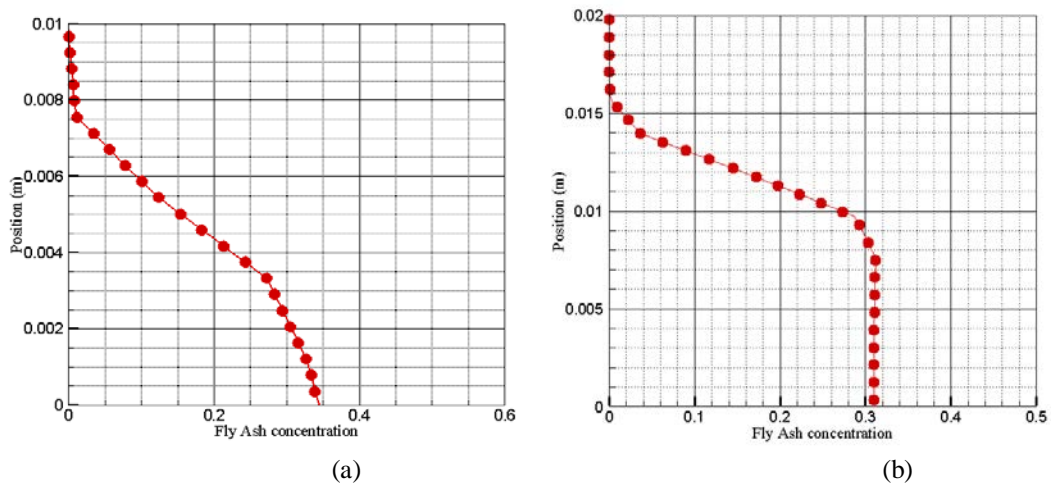 0.01
0.008
0.006
0.004
0.002
0
Position (m)
0 0.2 0.4 0.6
Fly Ash concentration
(a)
0.02
0.015
0.01
0.005
0
Position (m)
0 0.1 0.2 0.3 0.4 0.5
Fly Ash concentration
(b)